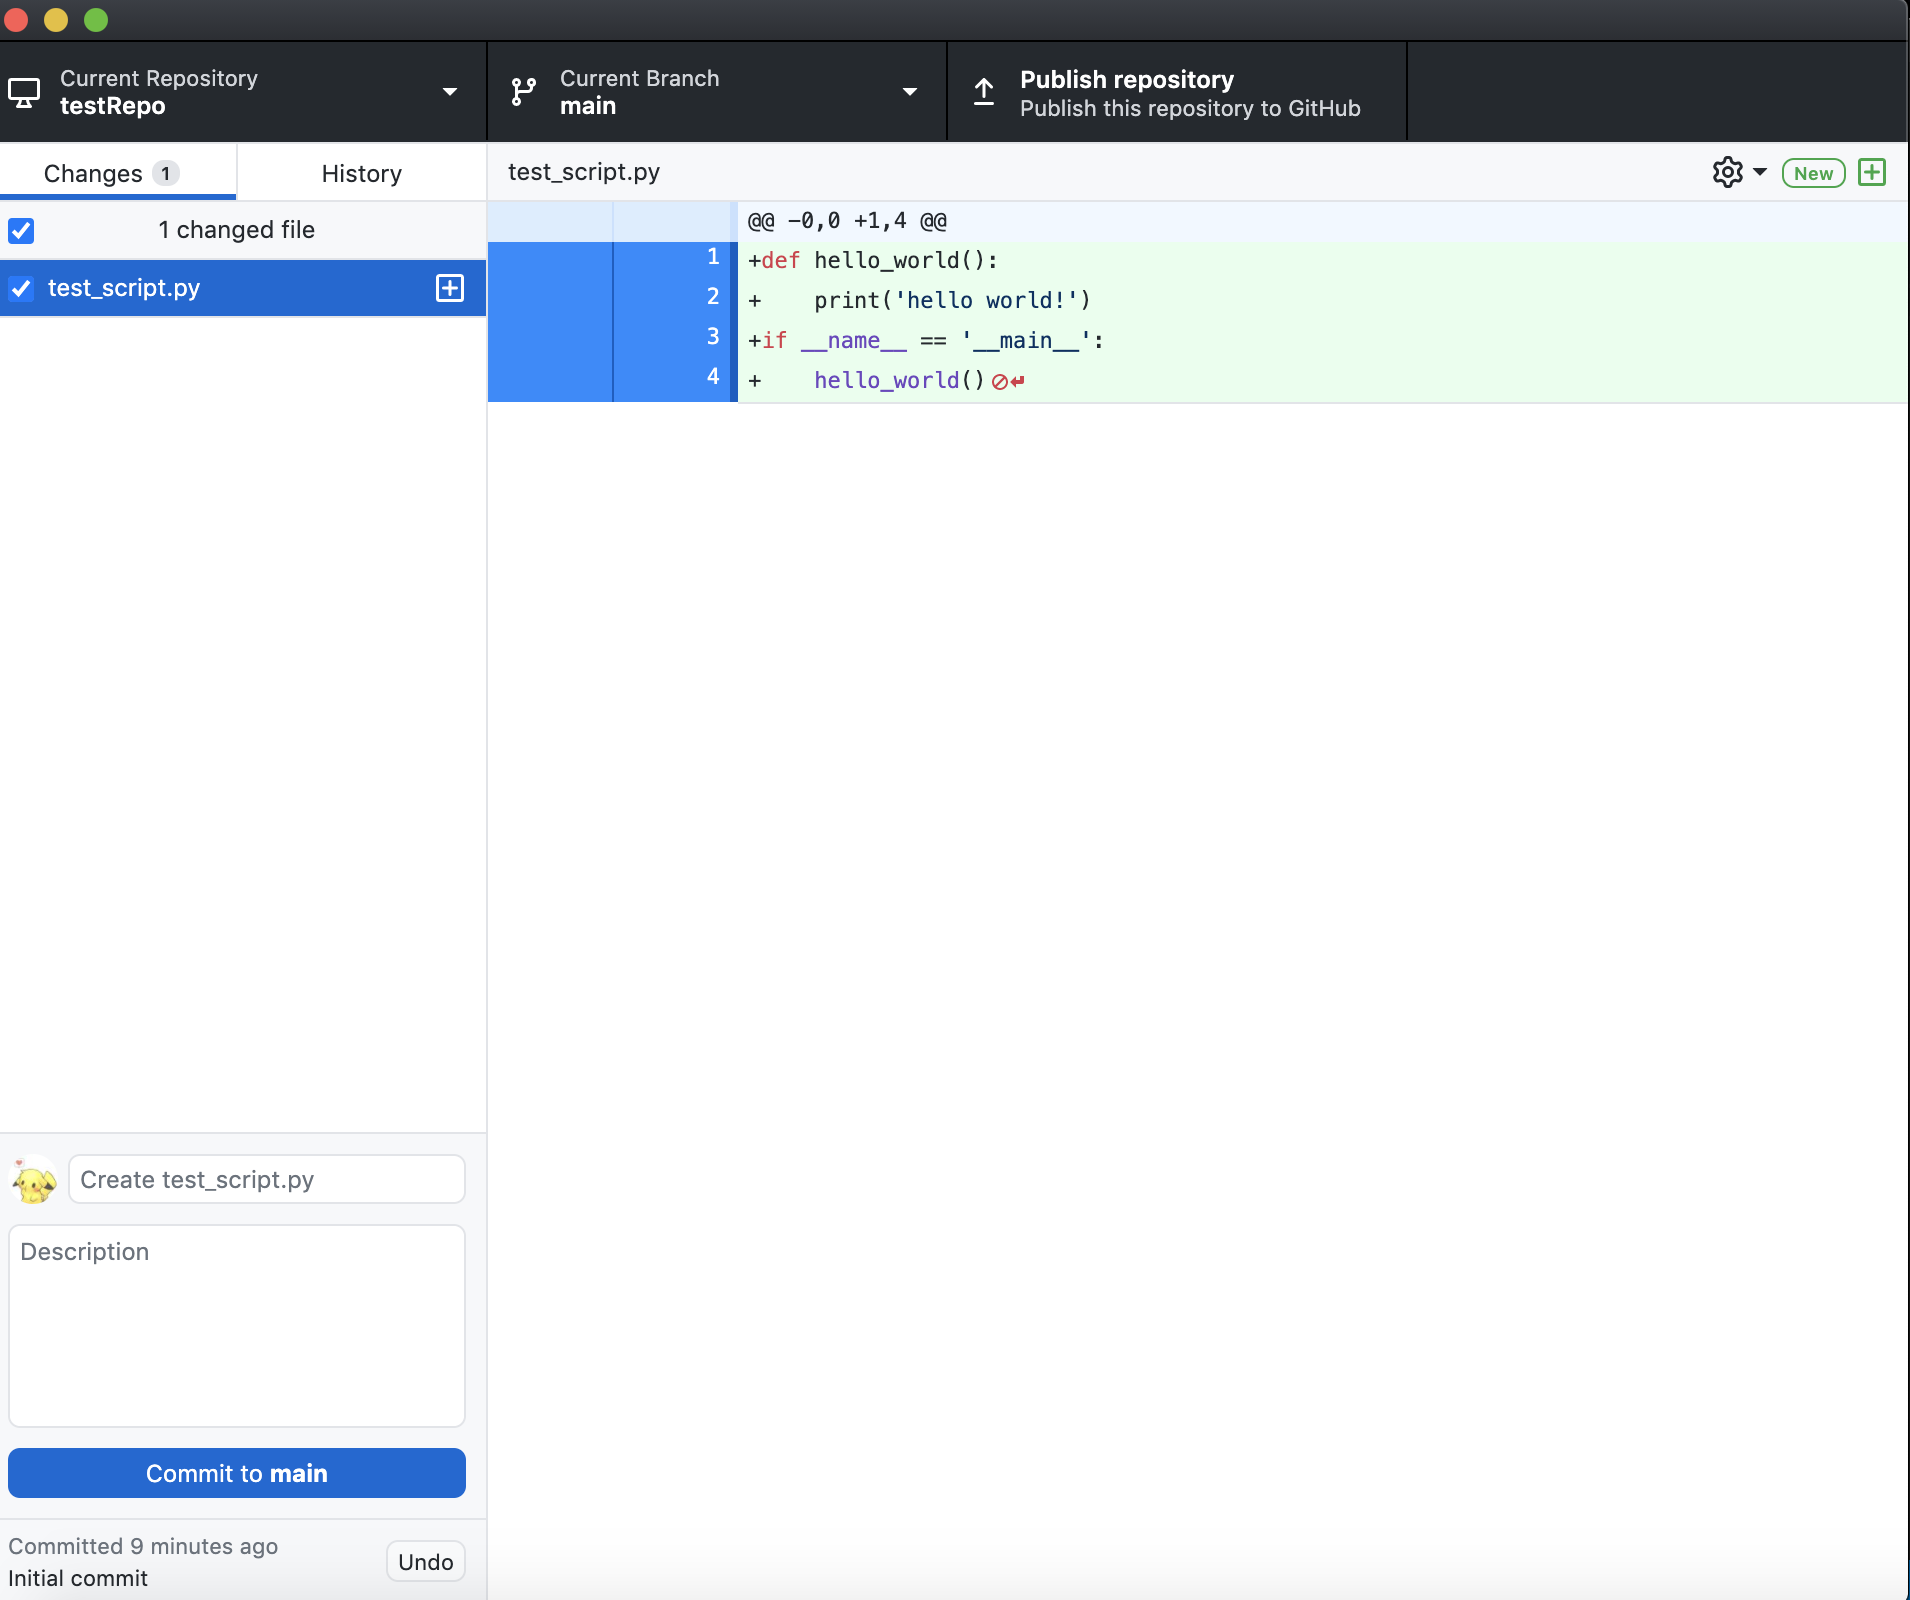 Current Repository
testRepo
Current Branch
main
Publish repository
Publish this repository to GitHub
Changes 1
History
test_script.py
New
1 changed file
test_script.py
@@ -0,0 +1,4 @@
1 +def hello_world():
2 +    print('hello world!')
3 +if __name__ == '__main__':
4 +    hello_world()
Create test_script.py
Description
Commit to main
Committed 9 minutes ago
Initial commit
Undo